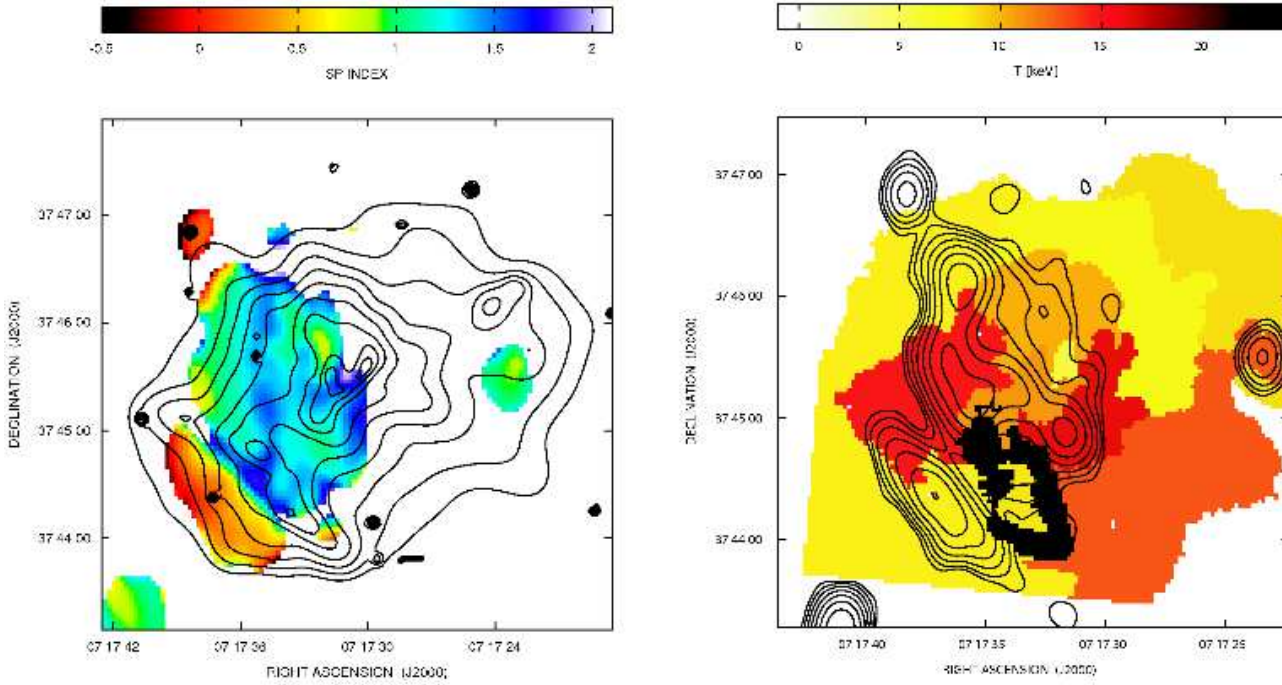 -0.5 0 0.5 1 1.5 2
SP INDEX
0 5 10 15 20
T [keV]
37 47 00
37 46 00
37 45 00
37 44 00
DECLINATION (J2000)
07 17 42 07 17 36 07 17 30 07 17 24
RIGHT ASCENSION (J2000)
37 47 00
37 46 00
37 45 00
37 44 00
DECLINATION (J2000)
07 17 40 07 17 35 07 17 30 07 17 25
RIGHT ASCENSION (J2000)